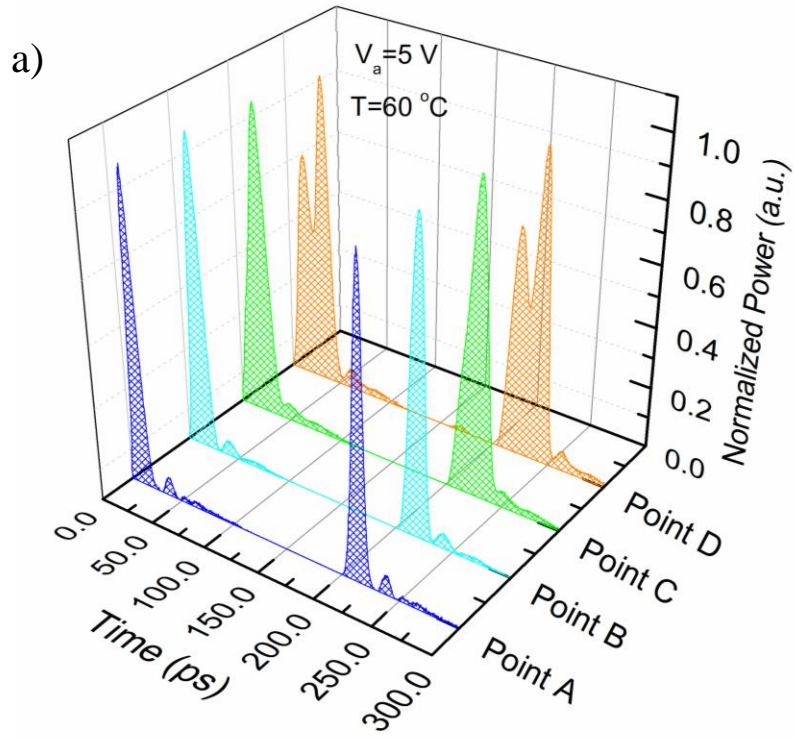 a)
Vₐ=5 V
T=60 °C
1.0
0.8
0.6
0.4
0.2
0.0
Normalized Power (a.u.)
0.0
50.0
100.0
150.0
200.0
250.0
300.0
Time (ps)
Point D
Point C
Point B
Point A